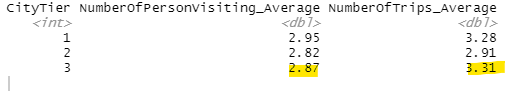 CityTier NumberOfPersonVisiting_Average NumberOfTrips_Average
<int> <dbl> <dbl>
1 2.95 3.28
2 2.82 2.91
3 2.87 3.31